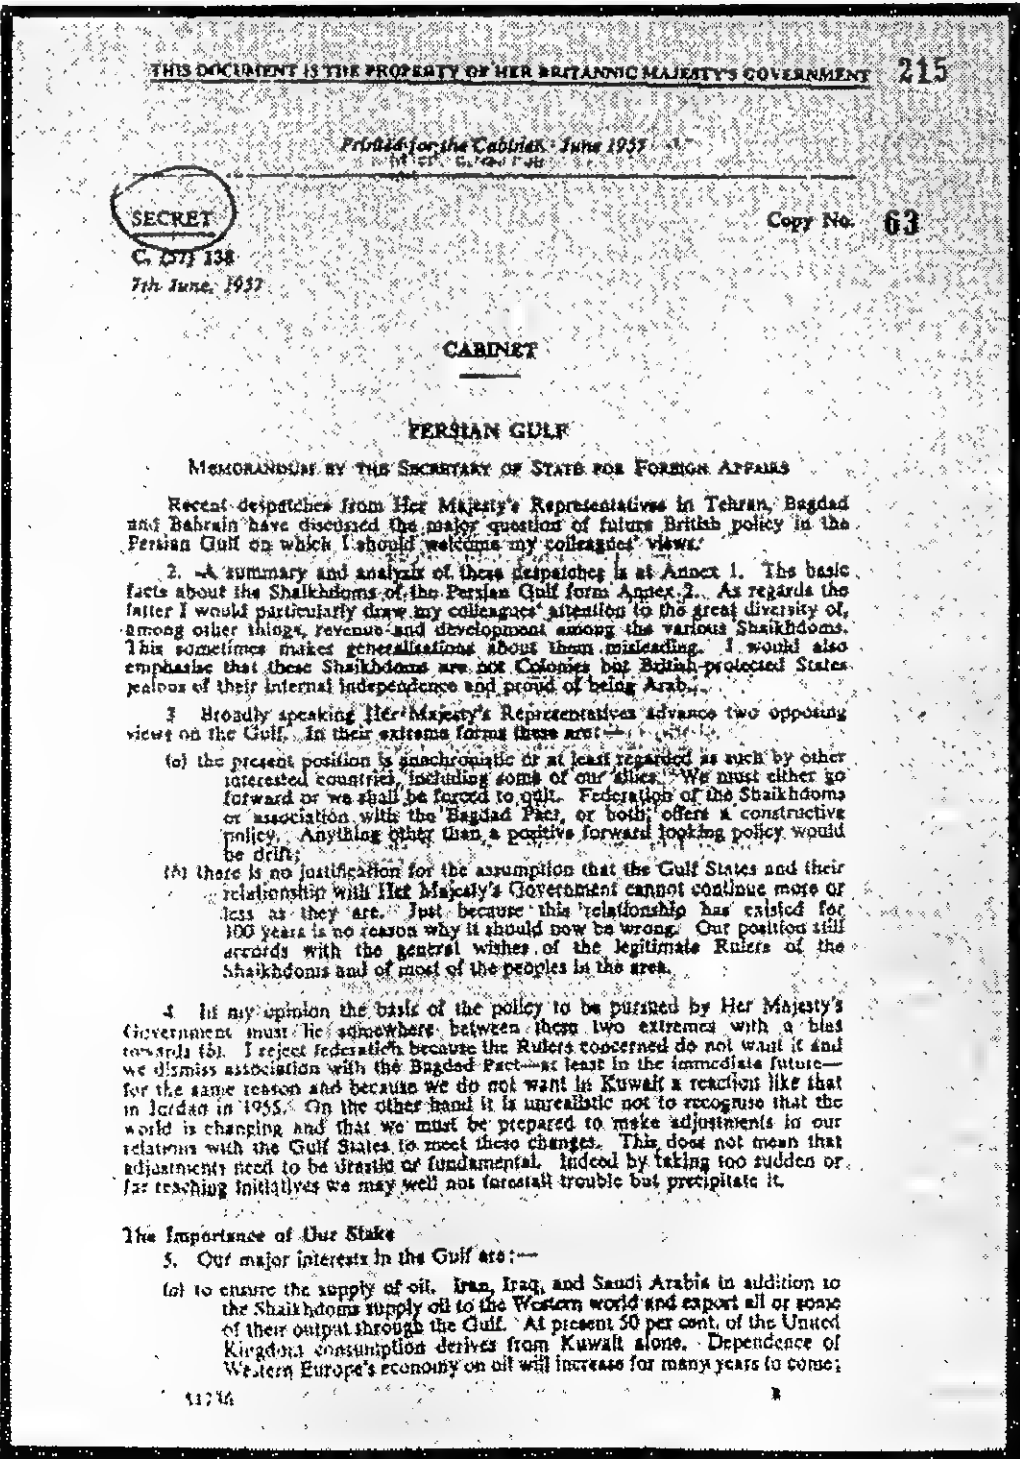 THIS DOCUMENT IS THE PROPERTY OF HER BRITANNIC MAJESTY'S GOVERNMENT 215
Printed for the Cabinet. June 1957
SECRET
Copy No. 63
C. (57) 138
7th June, 1957
CABINET
PERSIAN GULF
MEMORANDUM BY THE SECRETARY OF STATE FOR FOREIGN AFFAIRS
Recent despatches from Her Majesty's Representatives in Tehran, Bagdad
and Bahrain have discussed the major question of future British policy in the
Persian Gulf on which I should welcome my colleagues' views.
2. A summary and analysis of these despatches is at Annex 1. The basic
facts about the Shaikhdoms of the Persian Gulf form Annex 2. As regards the
latter I would particularly draw my colleagues' attention to the great diversity of,
among other things, revenue and development among the various Shaikhdoms.
This sometimes makes generalisations about them misleading. I would also
emphasise that these Shaikhdoms are not Colonies but British-protected States
jealous of their internal independence and proud of being Arab.
3 Broadly speaking Her Majesty's Representatives advance two opposing
views on the Gulf. In their extreme forms these are:—
(a) the present position is anachronistic or at least regarded as such by other
interested countries, including some of our allies. We must either go
forward or we shall be forced to quit. Federation of the Shaikhdoms
or association with the Bagdad Pact, or both, offers a constructive
policy. Anything other than a positive forward looking policy would
be drift;
(b) there is no justification for the assumption that the Gulf States and their
relationship with Her Majesty's Government cannot continue more or
less as they are. Just because this relationship has existed for
100 years is no reason why it should now be wrong. Our position still
accords with the general wishes of the legitimate Rulers of the
Shaikhdoms and of most of the peoples in the area.
4 In my opinion the basis of the policy to be pursued by Her Majesty's
Government must lie somewhere between these two extremes with a bias
towards (b). I reject federation because the Rulers concerned do not want it and
we dismiss association with the Bagdad Pact—at least in the immediate future—
for the same reason and because we do not want in Kuwait a reaction like that
in Jordan in 1955. On the other hand it is unrealistic not to recognise that the
world is changing and that we must be prepared to make adjustments in our
relations with the Gulf States to meet these changes. This does not mean that
adjustments need to be drastic or fundamental. Indeed by taking too sudden or
far reaching initiatives we may well not forestall trouble but precipitate it.
The Importance of Our Stake
5. Our major interests in the Gulf are:—
(a) to ensure the supply of oil. Iran, Iraq, and Saudi Arabia in addition to
the Shaikhdoms supply oil to the Western world and export all or some
of their output through the Gulf. At present 50 per cent. of the United
Kingdom consumption derives from Kuwait alone. Dependence of
Western Europe's economy on oil will increase for many years to come;
B